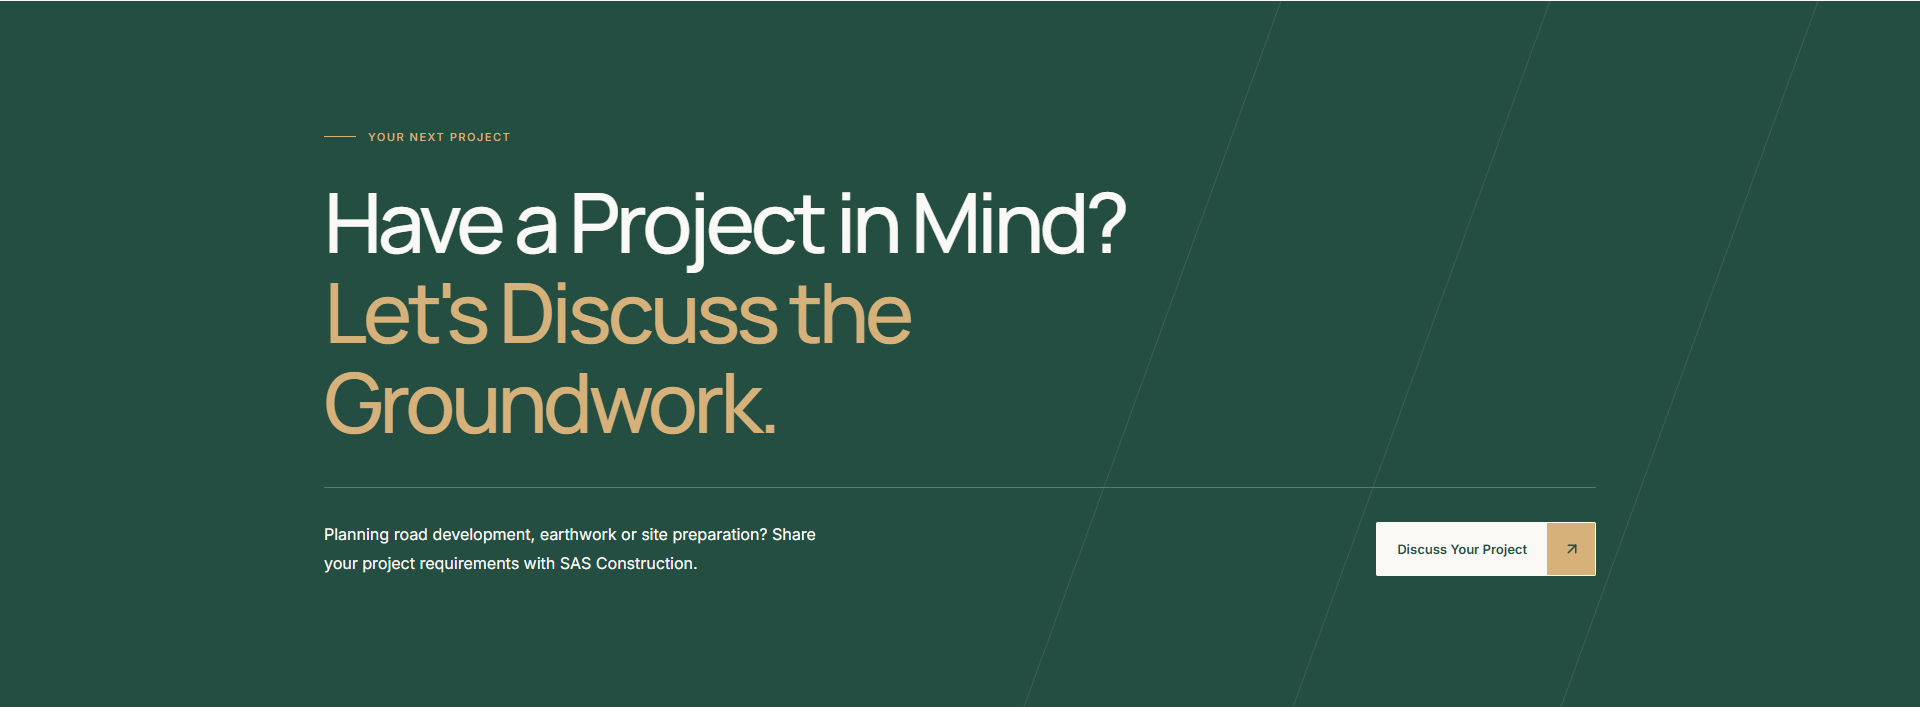 YOUR NEXT PROJECT
Have a Project in Mind?
Let's Discuss the
Groundwork.
Planning road development, earthwork or site preparation? Share
your project requirements with SAS Construction.
Discuss Your Project